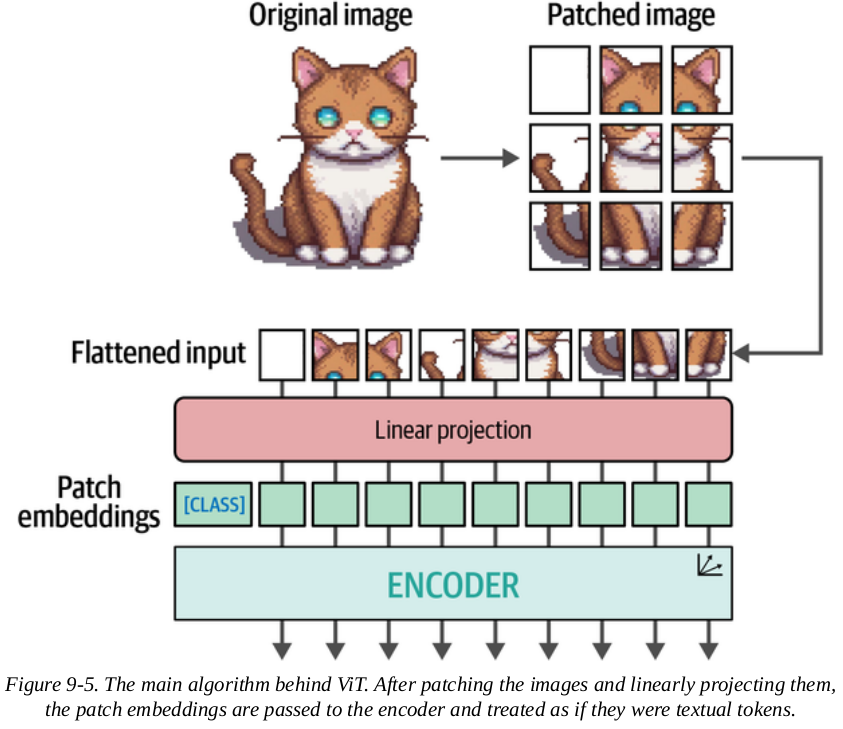 Original image
Patched image
Flattened input
Linear projection
Patch
embeddings
[CLASS]
ENCODER
Figure 9-5. The main algorithm behind ViT. After patching the images and linearly projecting them,
the patch embeddings are passed to the encoder and treated as if they were textual tokens.